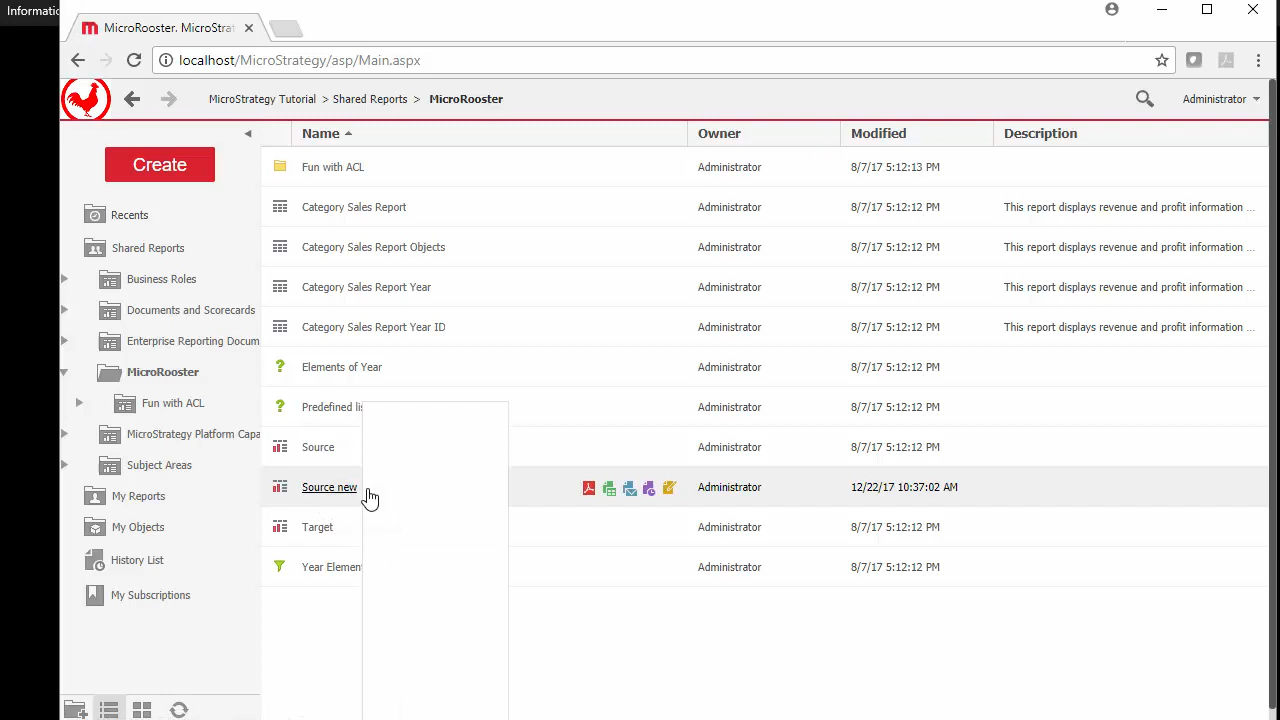 Informatio
MicroRooster. MicroStrat
localhost/MicroStrategy/asp/Main.aspx
MicroStrategy Tutorial > Shared Reports > MicroRooster
Administrator
Create
Recents
Shared Reports
Business Roles
Documents and Scorecards
Enterprise Reporting Docum
MicroRooster
Fun with ACL
MicroStrategy Platform Capa
Subject Areas
My Reports
My Objects
History List
My Subscriptions
Name Owner Modified Description
Fun with ACL Administrator 8/7/17 5:12:13 PM
Category Sales Report Administrator 8/7/17 5:12:12 PM This report displays revenue and profit information ...
Category Sales Report Objects Administrator 8/7/17 5:12:12 PM This report displays revenue and profit information ...
Category Sales Report Year Administrator 8/7/17 5:12:12 PM This report displays revenue and profit information ...
Category Sales Report Year ID Administrator 8/7/17 5:12:12 PM This report displays revenue and profit information ...
Elements of Year Administrator 8/7/17 5:12:12 PM
Predefined lis Administrator 8/7/17 5:12:12 PM
Source Administrator 8/7/17 5:12:12 PM
Source new Administrator 12/22/17 10:37:02 AM
Target Administrator 8/7/17 5:12:12 PM
Year Element Administrator 8/7/17 5:12:12 PM